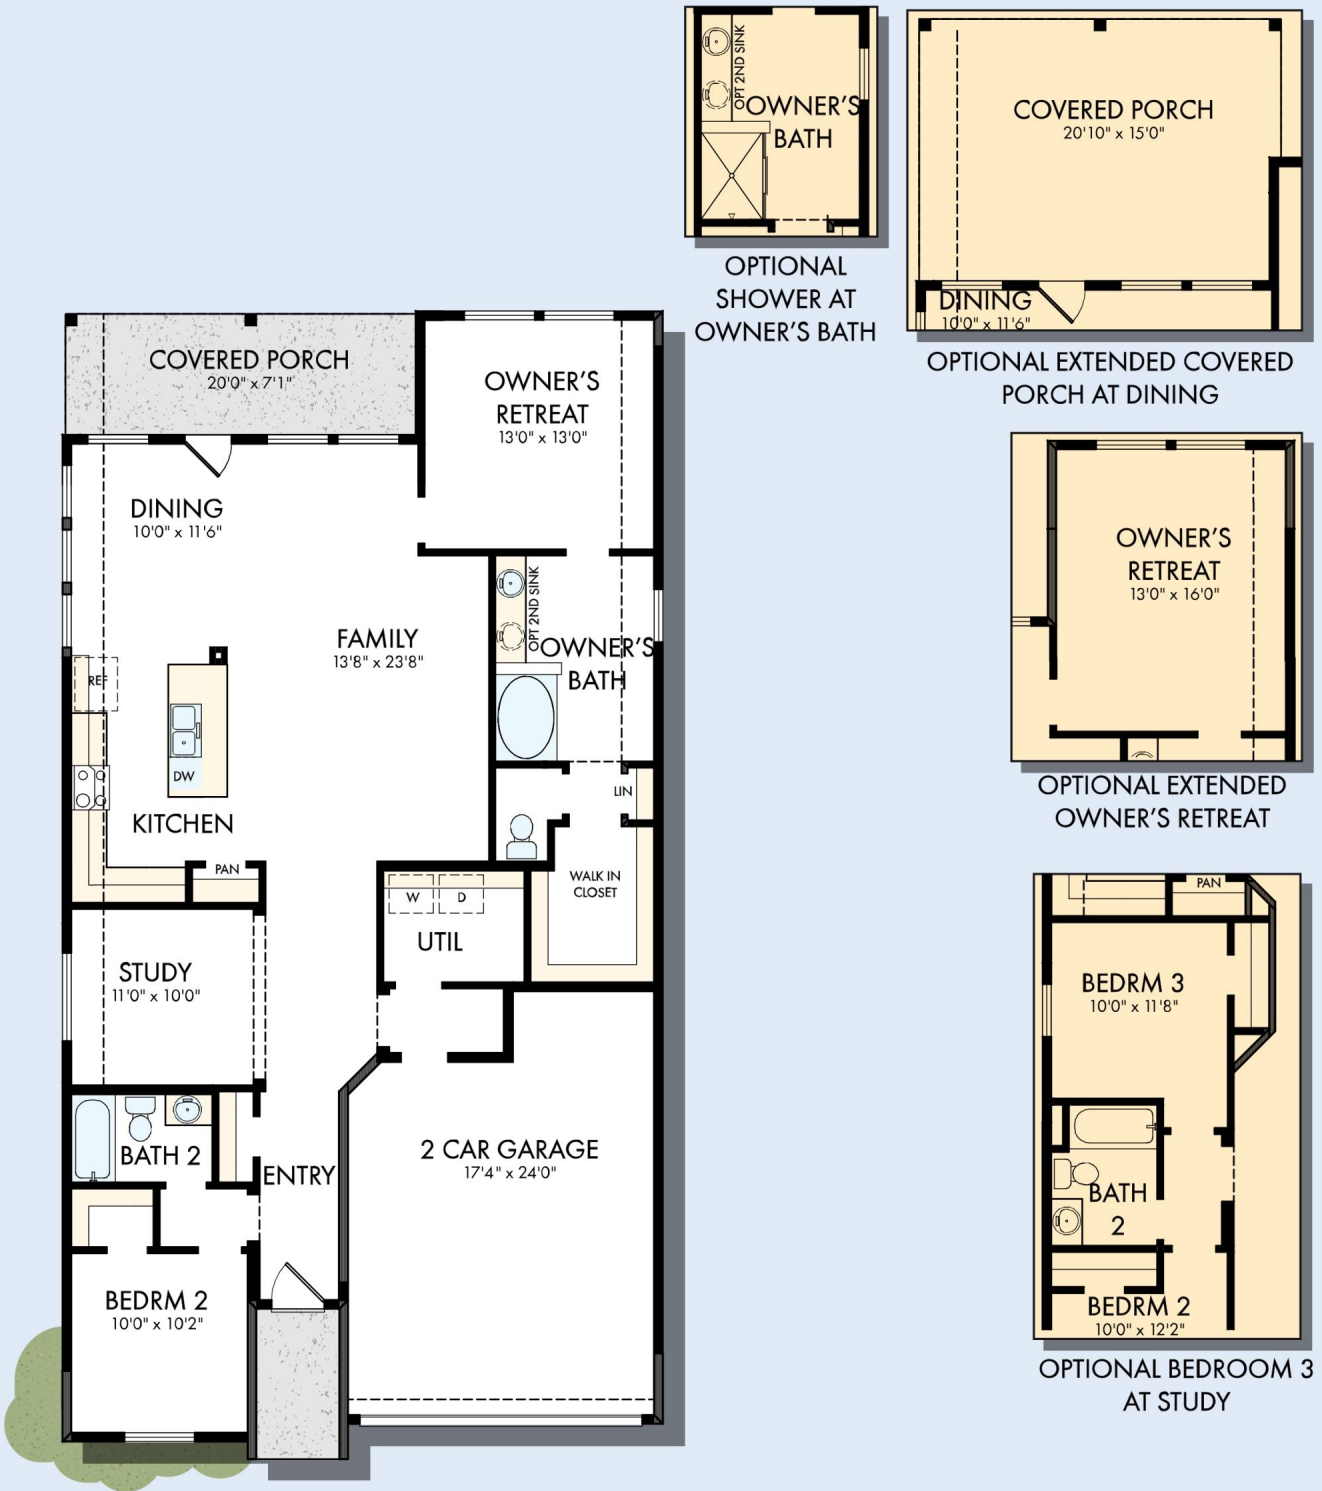 COVERED PORCH
20'0" x 7'1"
OWNER'S
RETREAT
13'0" x 13'0"
DINING
10'0" x 11'6"
FAMILY
13'8" x 23'8"
OPT 2ND SINK
OWNER'S
BATH
REF
DW
KITCHEN
PAN
LIN
WALK IN
CLOSET
W
D
UTIL
STUDY
11'0" x 10'0"
BATH 2
ENTRY
2 CAR GARAGE
17'4" x 24'0"
BEDRM 2
10'0" x 10'2"
OPT 2ND SINK
OWNER'S
BATH
OPTIONAL
SHOWER AT
OWNER'S BATH
COVERED PORCH
20'10" x 15'0"
DINING
10'0" x 11'6"
OPTIONAL EXTENDED COVERED
PORCH AT DINING
OWNER'S
RETREAT
13'0" x 16'0"
OPTIONAL EXTENDED
OWNER'S RETREAT
PAN
BEDRM 3
10'0" x 11'8"
BATH
2
BEDRM 2
10'0" x 12'2"
OPTIONAL BEDROOM 3
AT STUDY